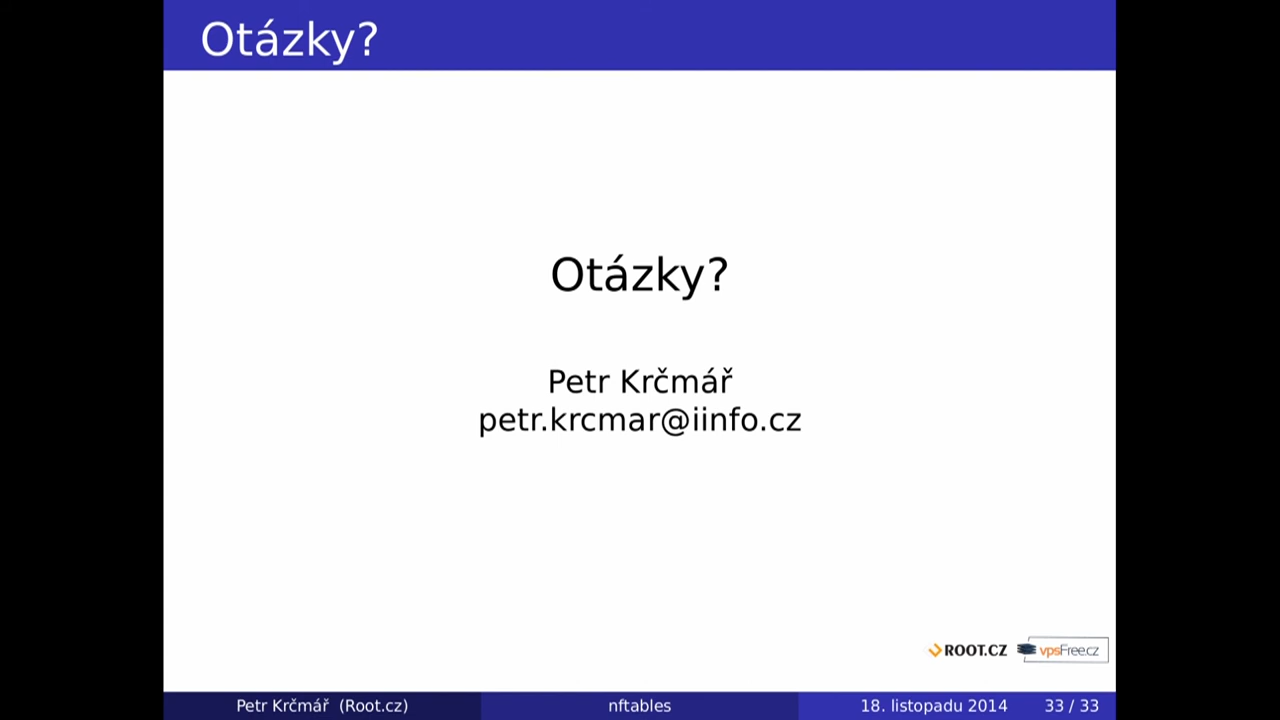 Otázky?
Otázky?
Petr Krčmář
petr.krcmar@iinfo.cz
ROOT.CZ vpsFree.cz
Petr Krčmář (Root.cz) nftables 18. listopadu 2014 33 / 33